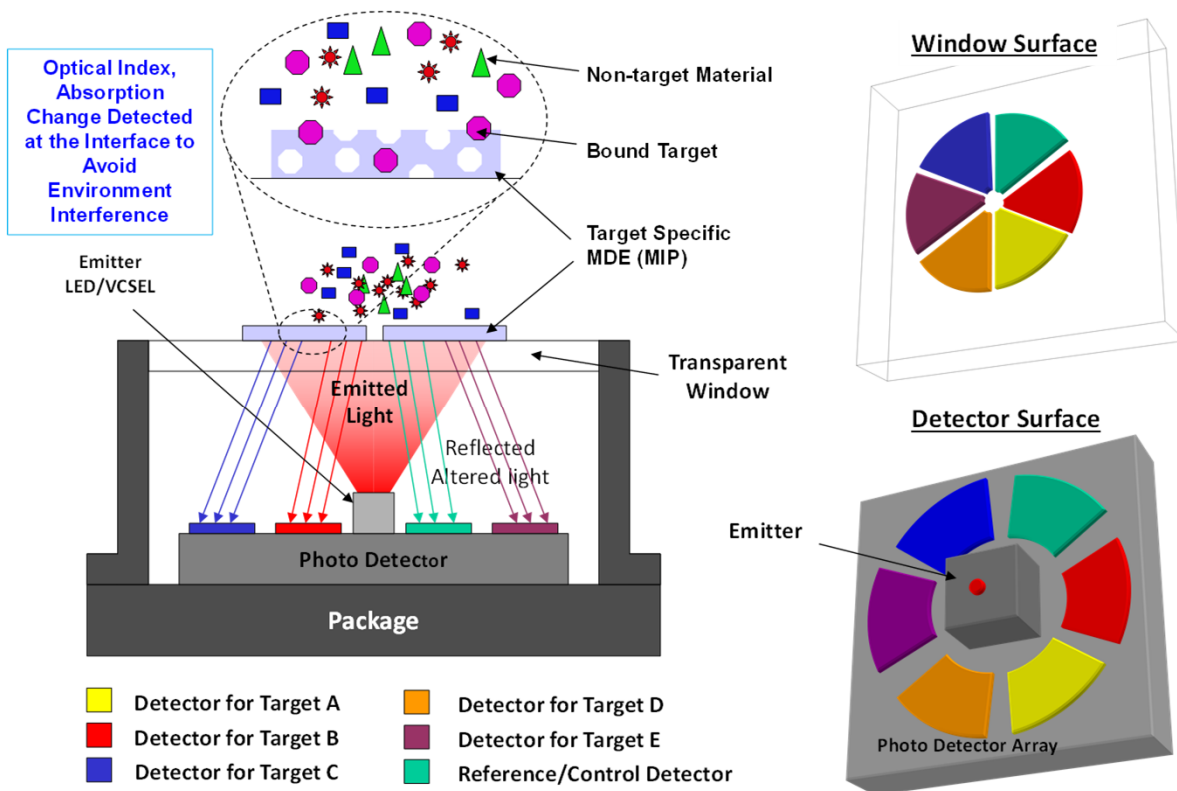 Optical Index,
Absorption
Change Detected
at the Interface to
Avoid
Environment
Interference
Non-target Material
Bound Target
Target Specific
MDE (MIP)
Emitter
LED/VCSEL
Transparent
Window
Emitted
Light
Reflected
Altered light
Photo Detector
Package
Detector for Target A
Detector for Target B
Detector for Target C
Detector for Target D
Detector for Target E
Reference/Control Detector
Window Surface
Detector Surface
Emitter
Photo Detector Array